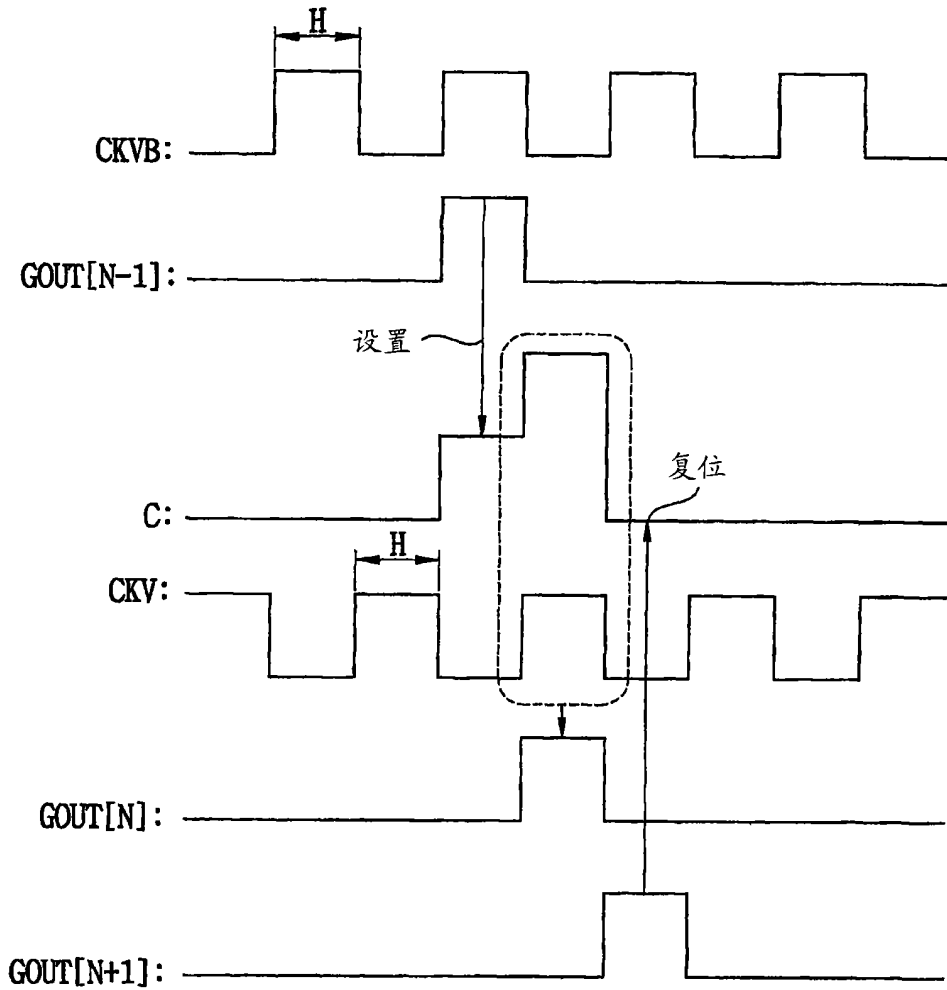 H
CKVB:
GOUT[N-1]:
设置
复位
C:
H
CKV:
GOUT[N]:
GOUT[N+1]: